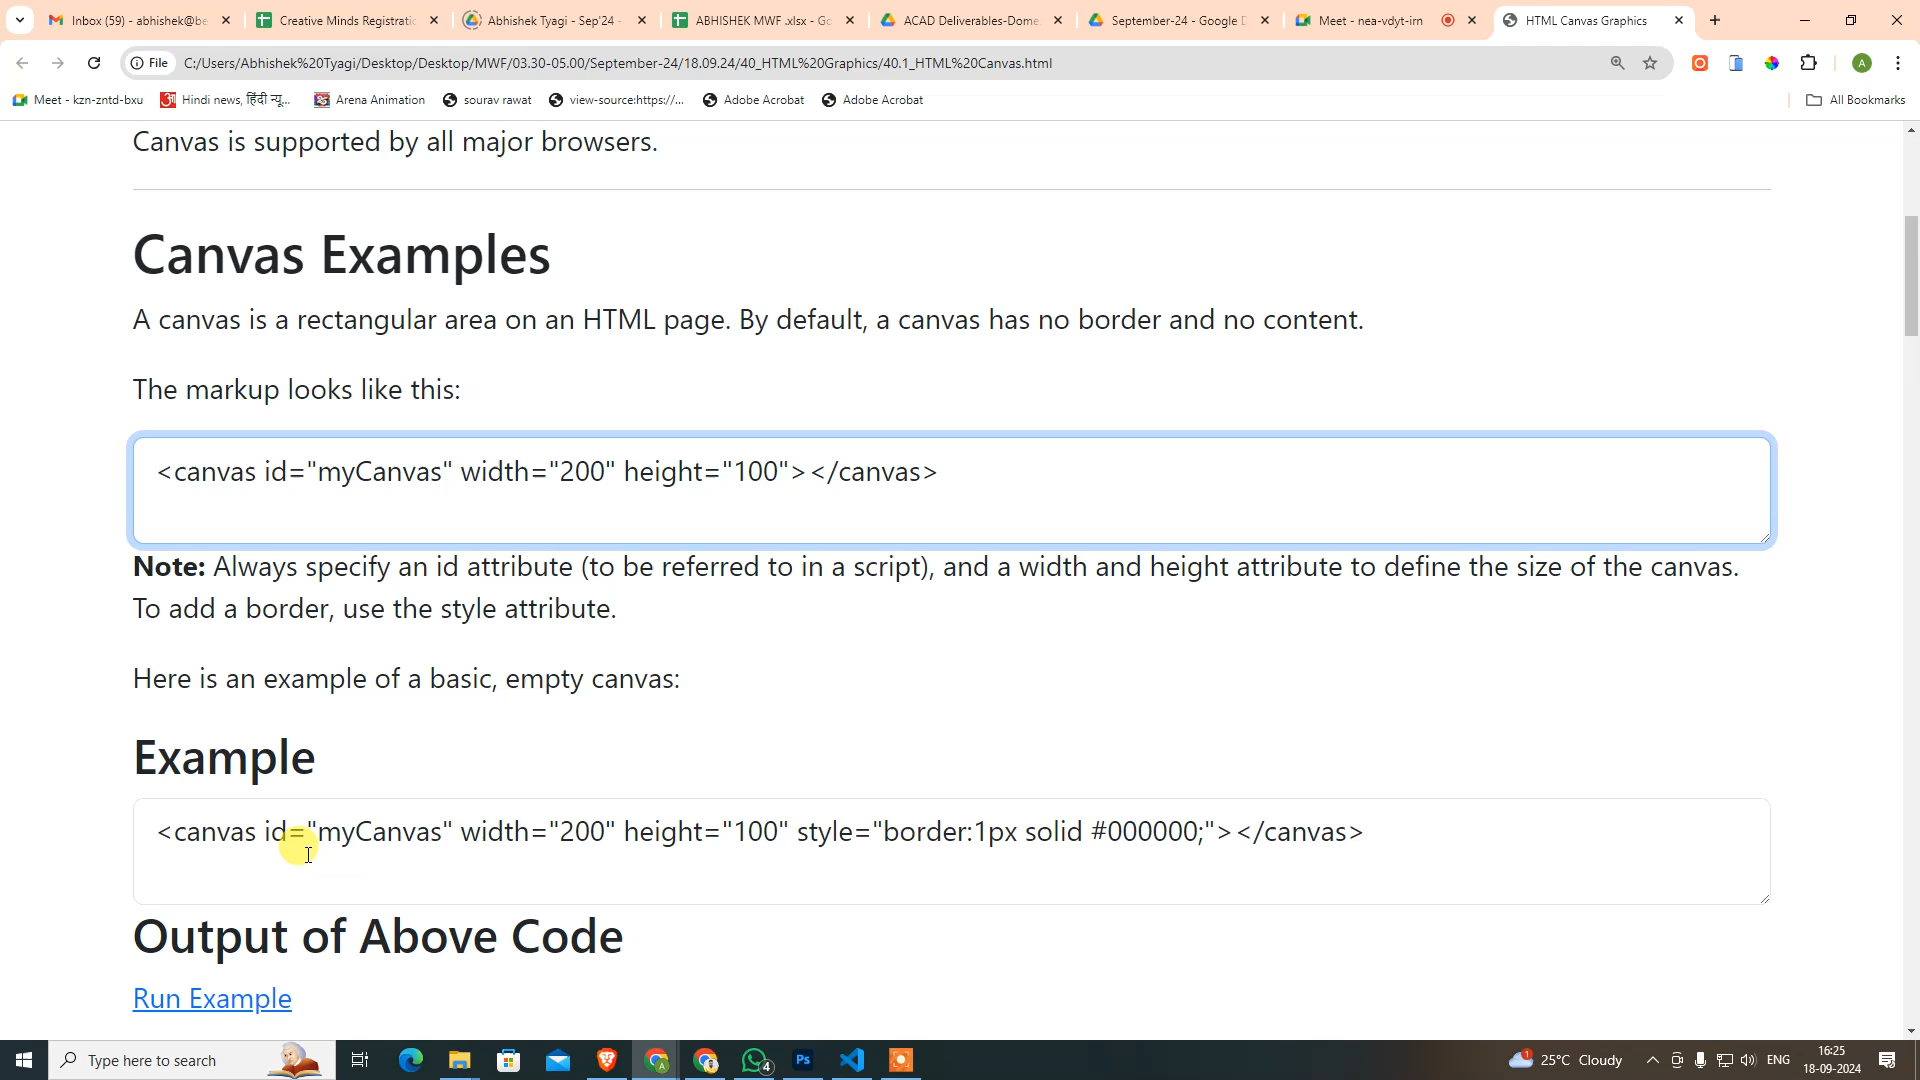 Inbox (59) - abhishek@be
Creative Minds Registratic
Abhishek Tyagi - Sep'24 -
ABHISHEK MWF .xlsx - Go
ACAD Deliverables-Dome
September-24 - Google D
Meet - nea-vdyt-irn
HTML Canvas Graphics
File
C:/Users/Abhishek%20Tyagi/Desktop/Desktop/MWF/03.30-05.00/September-24/18.09.24/40_HTML%20Graphics/40.1_HTML%20Canvas.html
A
Meet - kzn-zntd-bxu
Hindi news, हिंदी न्यू...
Arena Animation
sourav rawat
view-source:https://...
Adobe Acrobat
Adobe Acrobat
All Bookmarks
Canvas is supported by all major browsers.
Canvas Examples
A canvas is a rectangular area on an HTML page. By default, a canvas has no border and no content.
The markup looks like this:
<canvas id="myCanvas" width="200" height="100"></canvas>
Note: Always specify an id attribute (to be referred to in a script), and a width and height attribute to define the size of the canvas.
To add a border, use the style attribute.
Here is an example of a basic, empty canvas:
Example
<canvas id="myCanvas" width="200" height="100" style="border:1px solid #000000;"></canvas>
Output of Above Code
Run Example
Type here to search
A
4
Ps
1
25°C Cloudy
ENG
16:25
18-09-2024